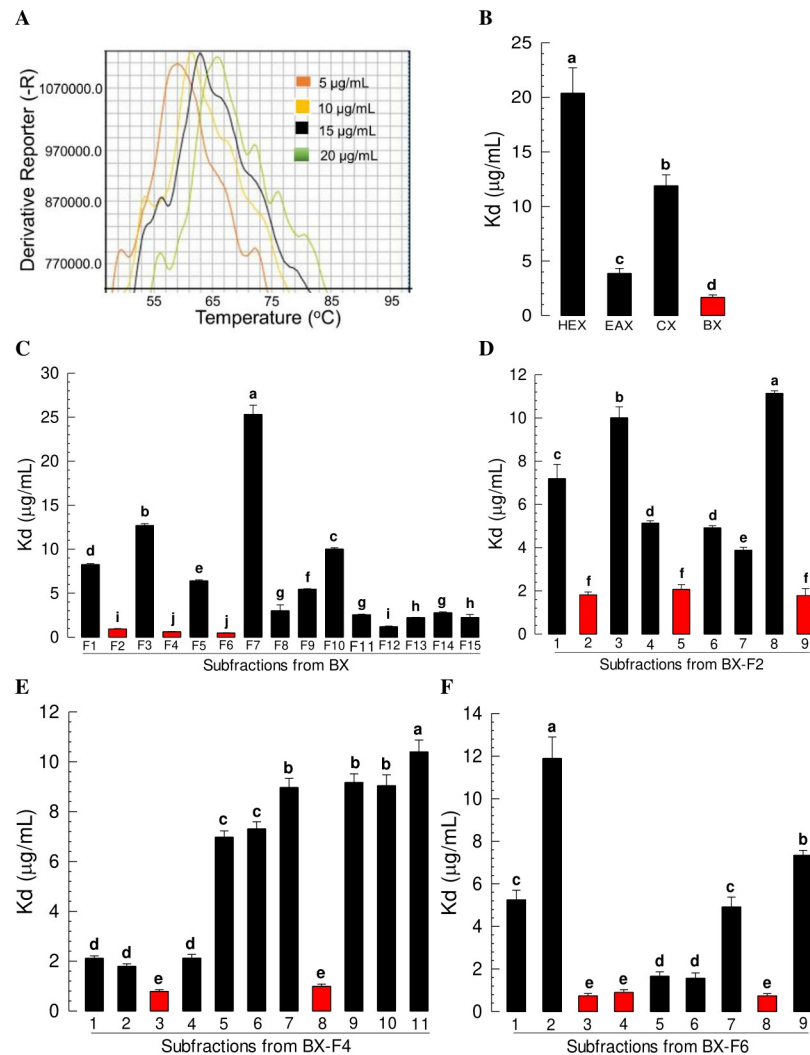 A
Derivative Reporter (-R)
1070000.0
970000.0
870000.0
770000.0
5 µg/mL
10 µg/mL
15 µg/mL
20 µg/mL
55 65 75 85 95
Temperature (°C)
B
Kd (µg/mL)
25
20
15
10
5
0
a
b
c
d
HEX EAX CX BX
C
Kd (µg/mL)
30
25
20
15
10
5
0
d i b j e j a g f c g i h g h
F1 F2 F3 F4 F5 F6 F7 F8 F9 F10 F11 F12 F13 F14 F15
Subfractions from BX
D
Kd (µg/mL)
12
10
8
6
4
2
0
c f b d f d e a f
1 2 3 4 5 6 7 8 9
Subfractions from BX-F2
E
Kd (µg/mL)
12
10
8
6
4
2
0
d d e d c c b e b b a
1 2 3 4 5 6 7 8 9 10 11
Subfractions from BX-F4
F
Kd (µg/mL)
14
12
10
8
6
4
2
0
c a e e d d c e b
1 2 3 4 5 6 7 8 9
Subfractions from BX-F6